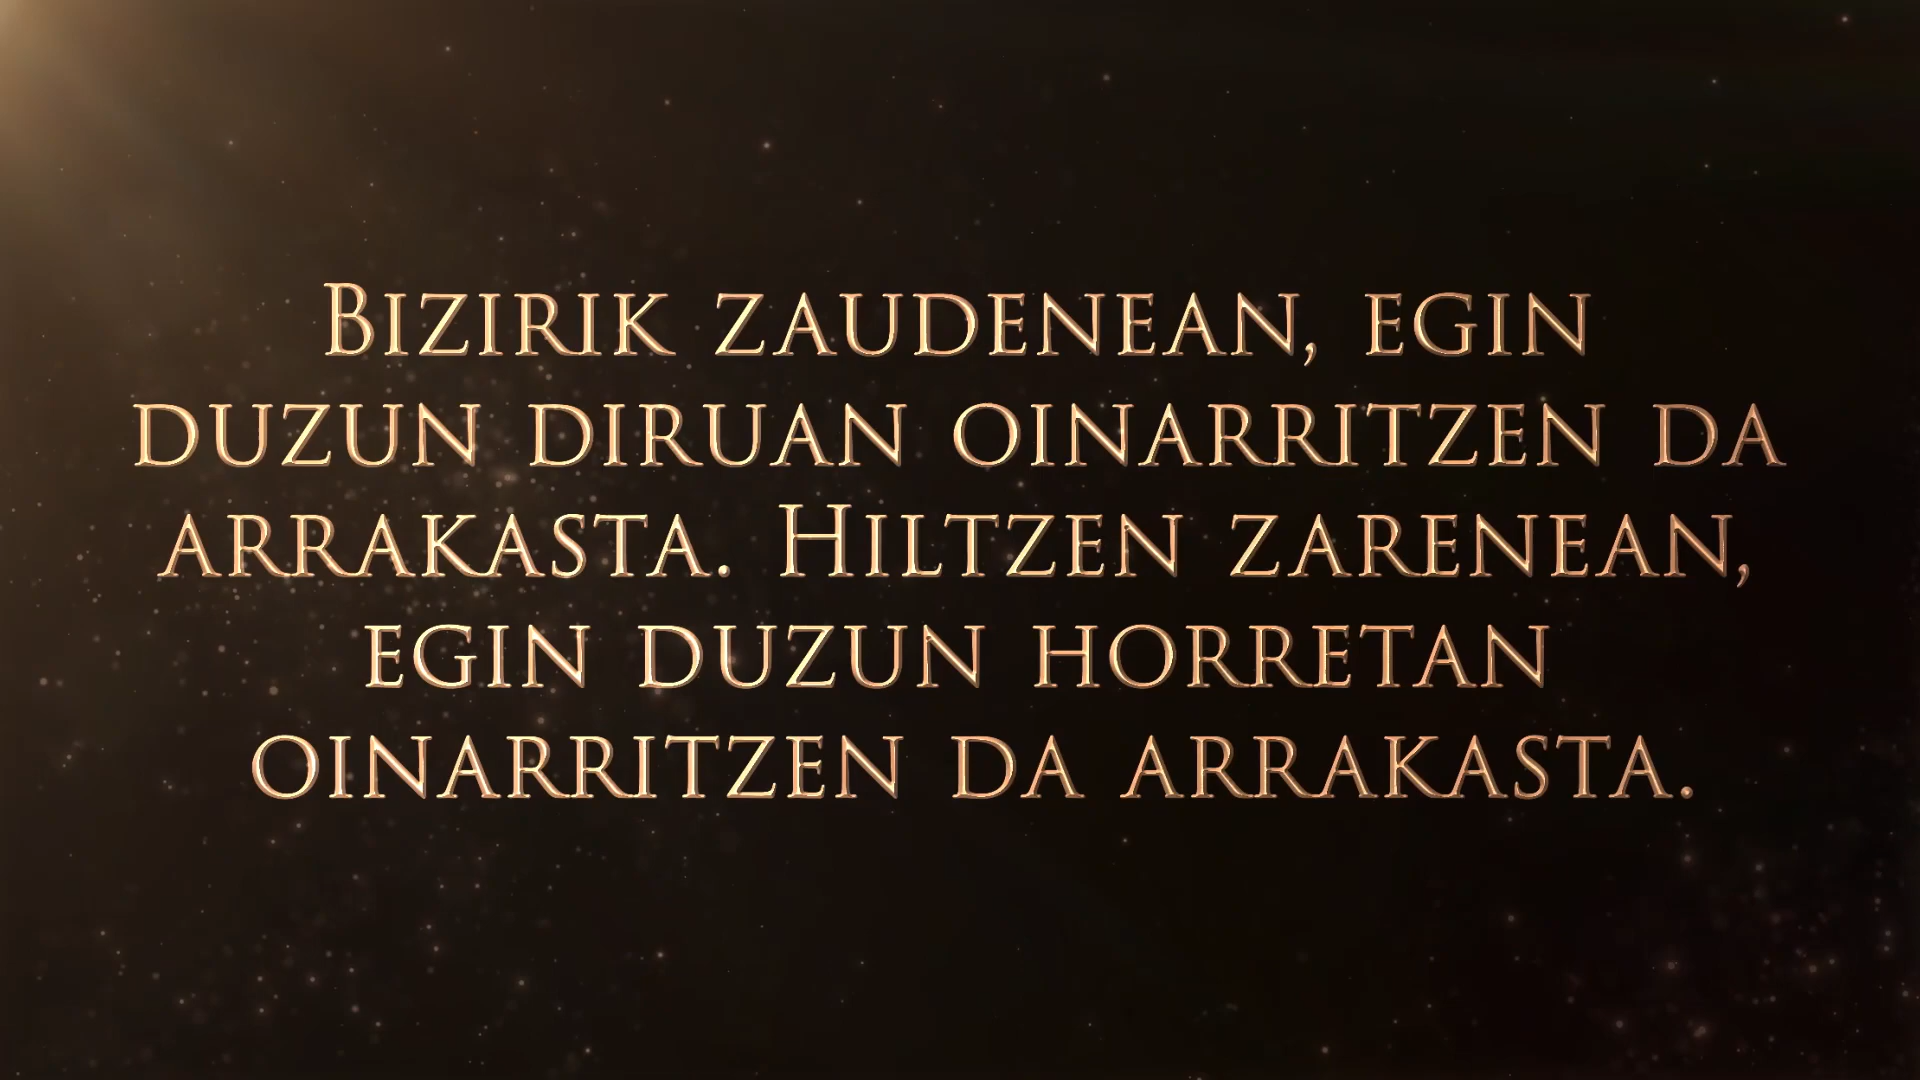 Bizirik zaudenean, egin
duzun diruan oinarritzen da
arrakasta. Hiltzen zarenean,
egin duzun horretan
oinarritzen da arrakasta.